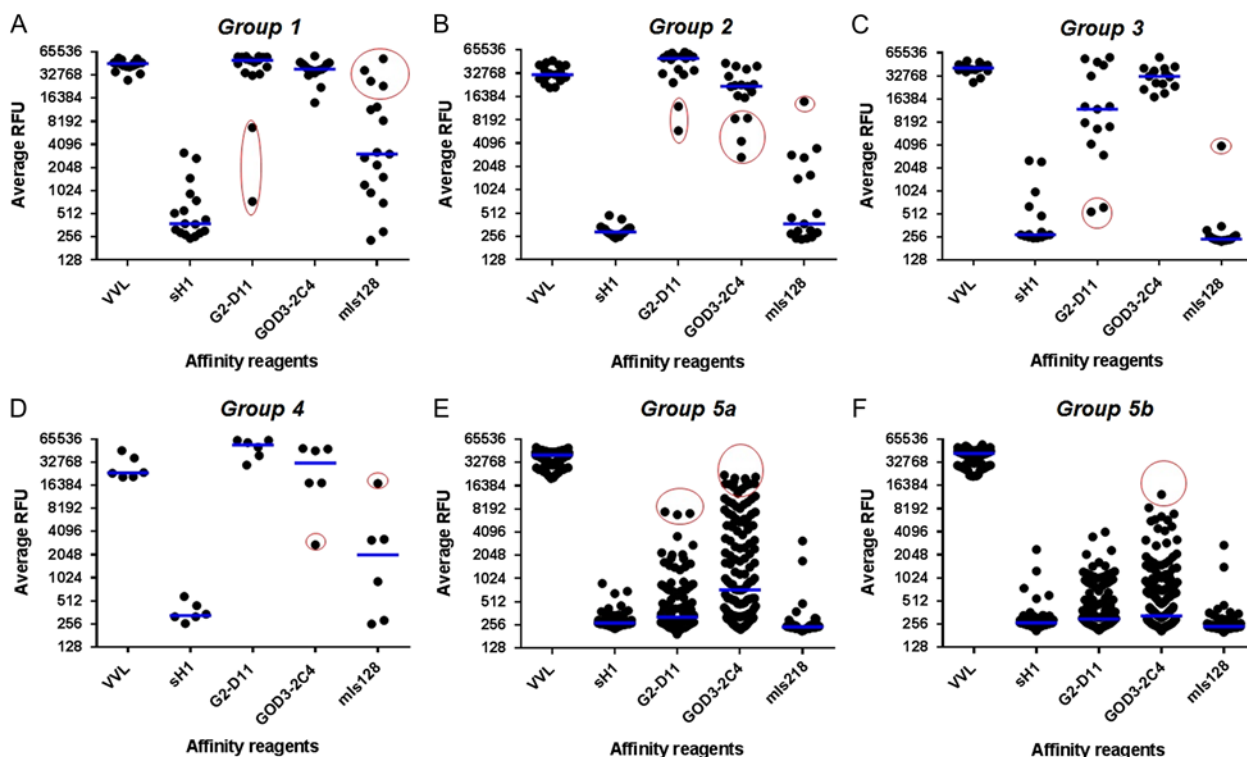 A
Group 1
Average RFU
65536
32768
16384
8192
4096
2048
1024
512
256
128
VVL
sH1
G2-D11
GOD3-2C4
mls128
Affinity reagents
B
Group 2
Average RFU
65536
32768
16384
8192
4096
2048
1024
512
256
128
VVL
sH1
G2-D11
GOD3-2C4
mls128
Affinity reagents
C
Group 3
Average RFU
65536
32768
16384
8192
4096
2048
1024
512
256
128
VVL
sH1
G2-D11
GOD3-2C4
mls128
Affinity reagents
D
Group 4
Average RFU
65536
32768
16384
8192
4096
2048
1024
512
256
128
VVL
sH1
G2-D11
GOD3-2C4
mls128
Affinity reagents
E
Group 5a
Average RFU
65536
32768
16384
8192
4096
2048
1024
512
256
128
VVL
sH1
G2-D11
GOD3-2C4
mls218
Affinity reagents
F
Group 5b
Average RFU
65536
32768
16384
8192
4096
2048
1024
512
256
128
VVL
sH1
G2-D11
GOD3-2C4
mls128
Affinity reagents